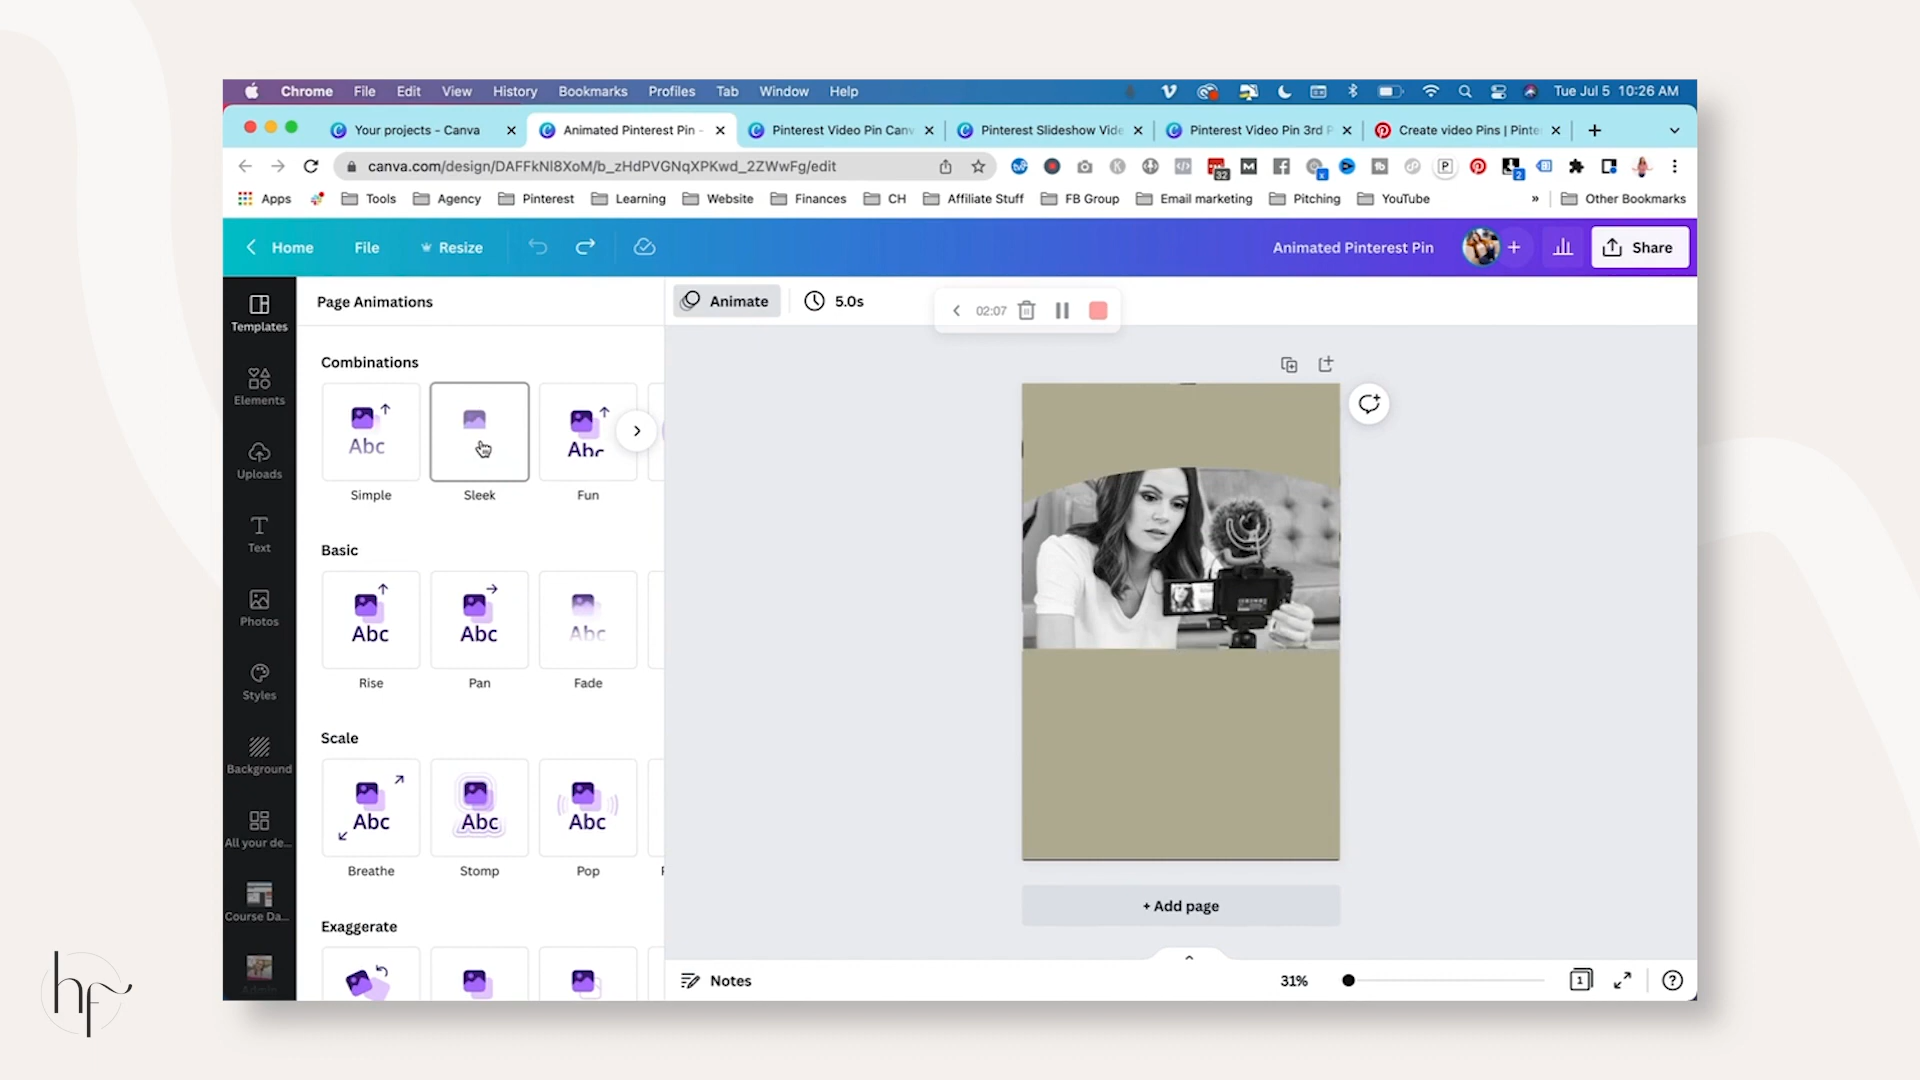 Chrome File Edit View History Bookmarks Profiles Tab Window Help Tue Jul 5 10:26 AM
Your projects - Canva Animated Pinterest Pin - Pinterest Video Pin Canv Pinterest Slideshow Vide Pinterest Video Pin 3rd P Create video Pins | Pinte
canva.com/design/DAFFkNl8XoM/b_zHdPVGNqXPKwd_2ZWwFg/edit
Apps Tools Agency Pinterest Learning Website Finances CH Affiliate Stuff FB Group Email marketing Pitching YouTube » Other Bookmarks
Home File Resize Animated Pinterest Pin Share
Templates
Elements
Uploads
Text
Photos
Styles
Background
All your de...
Course Da...
Admin
Page Animations
Combinations
Abc
Abc
Simple Sleek Fun
Basic
Abc Abc Abc
Rise Pan Fade
Scale
Abc Abc Abc
Breathe Stomp Pop
Exaggerate
Animate 5.0s
02:07
+ Add page
Notes 31% 1
hf